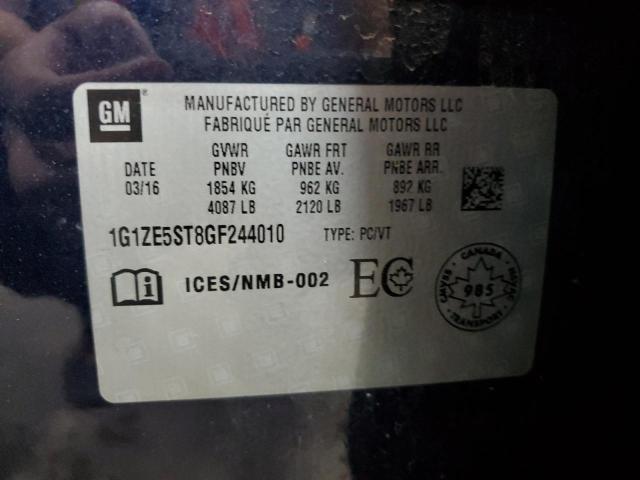 GM
®
MANUFACTURED BY GENERAL MOTORS LLC
FABRIQUÉ PAR GENERAL MOTORS LLC
GVWR GAWR FRT GAWR RR
DATE PNBV PNBE AV. PNBE ARR.
03/16 1854 KG 962 KG 892 KG
4087 LB 2120 LB 1967 LB
1G1ZE5ST8GF244010 TYPE: PC/VT
i ICES/NMB-002 EC
CANADA
CMVSS NSVAC
985
TRANSPORT